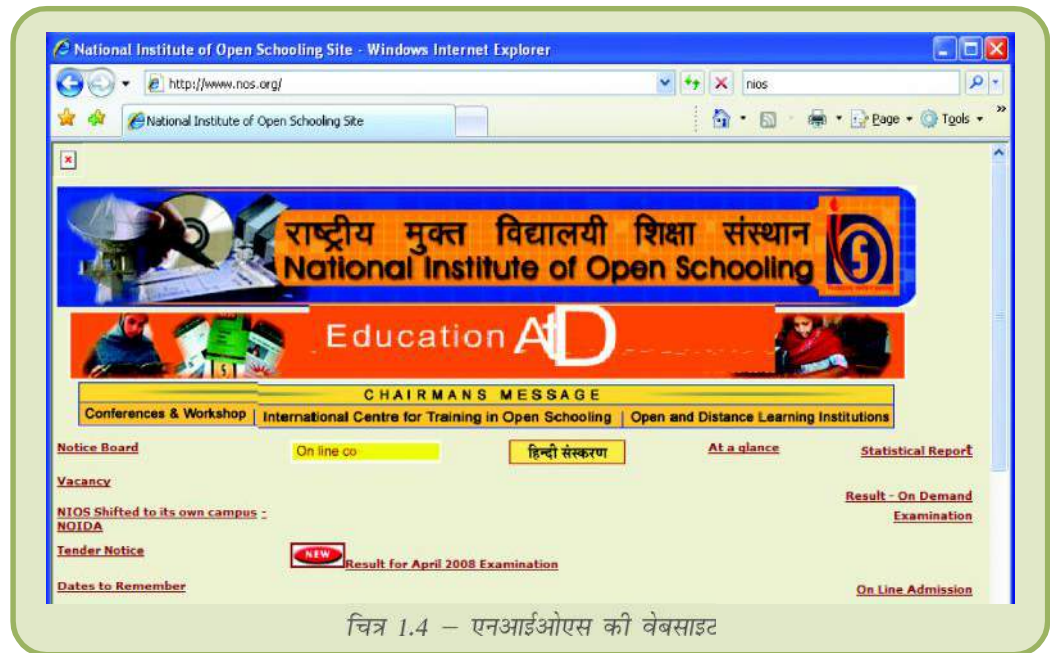 National Institute of Open Schooling Site - Windows Internet Explorer
http://www.nos.org/
nios
National Institute of Open Schooling Site
Page
Tools
राष्ट्रीय मुक्त विद्यालयी शिक्षा संस्थान
National Institute of Open Schooling
Education At D
CHAIRMANS MESSAGE
Conferences & Workshop | International Centre for Training in Open Schooling | Open and Distance Learning Institutions
Notice Board
On line co
हिन्दी संस्करण
At a glance
Statistical Report
Vacancy
Result - On Demand
Examination
NIOS Shifted to its own campus -
NOIDA
Tender Notice
NEW Result for April 2008 Examination
Dates to Remember
On Line Admission
चित्र 1.4 – एनआईओएस की वेबसाइट